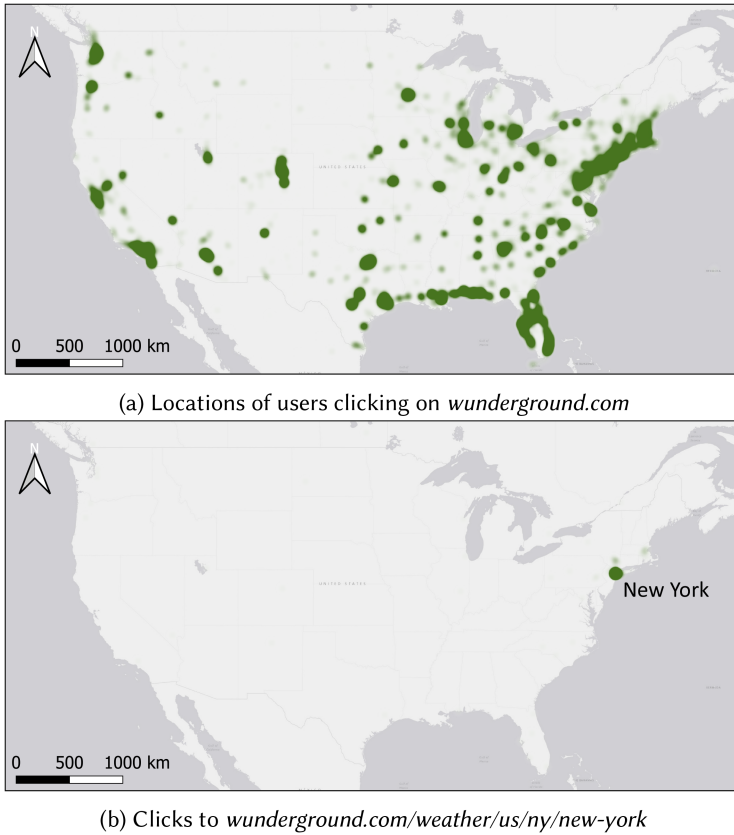 N
UNITED STATES
0 500 1000 km
(a) Locations of users clicking on wunderground.com
N
UNITED STATES
New York
0 500 1000 km
(b) Clicks to wunderground.com/weather/us/ny/new-york